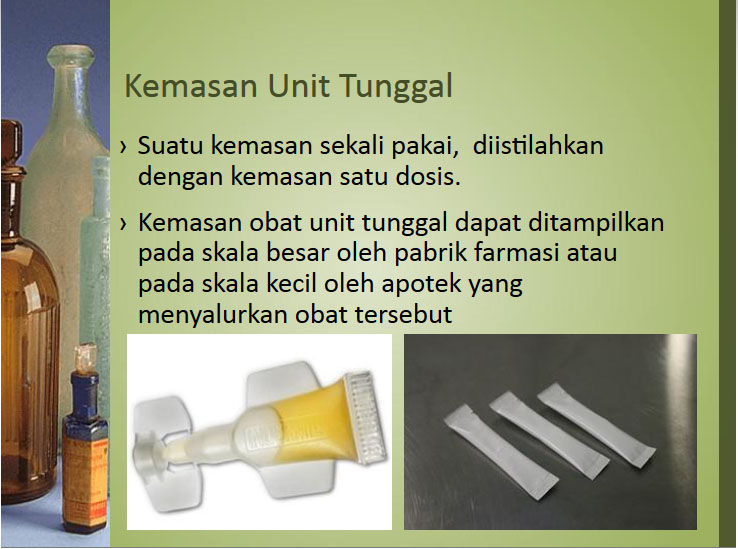 Kemasan Unit Tunggal
› Suatu kemasan sekali pakai,  diistilahkan
dengan kemasan satu dosis.
› Kemasan obat unit tunggal dapat ditampilkan
pada skala besar oleh pabrik farmasi atau
pada skala kecil oleh apotek yang
menyalurkan obat tersebut